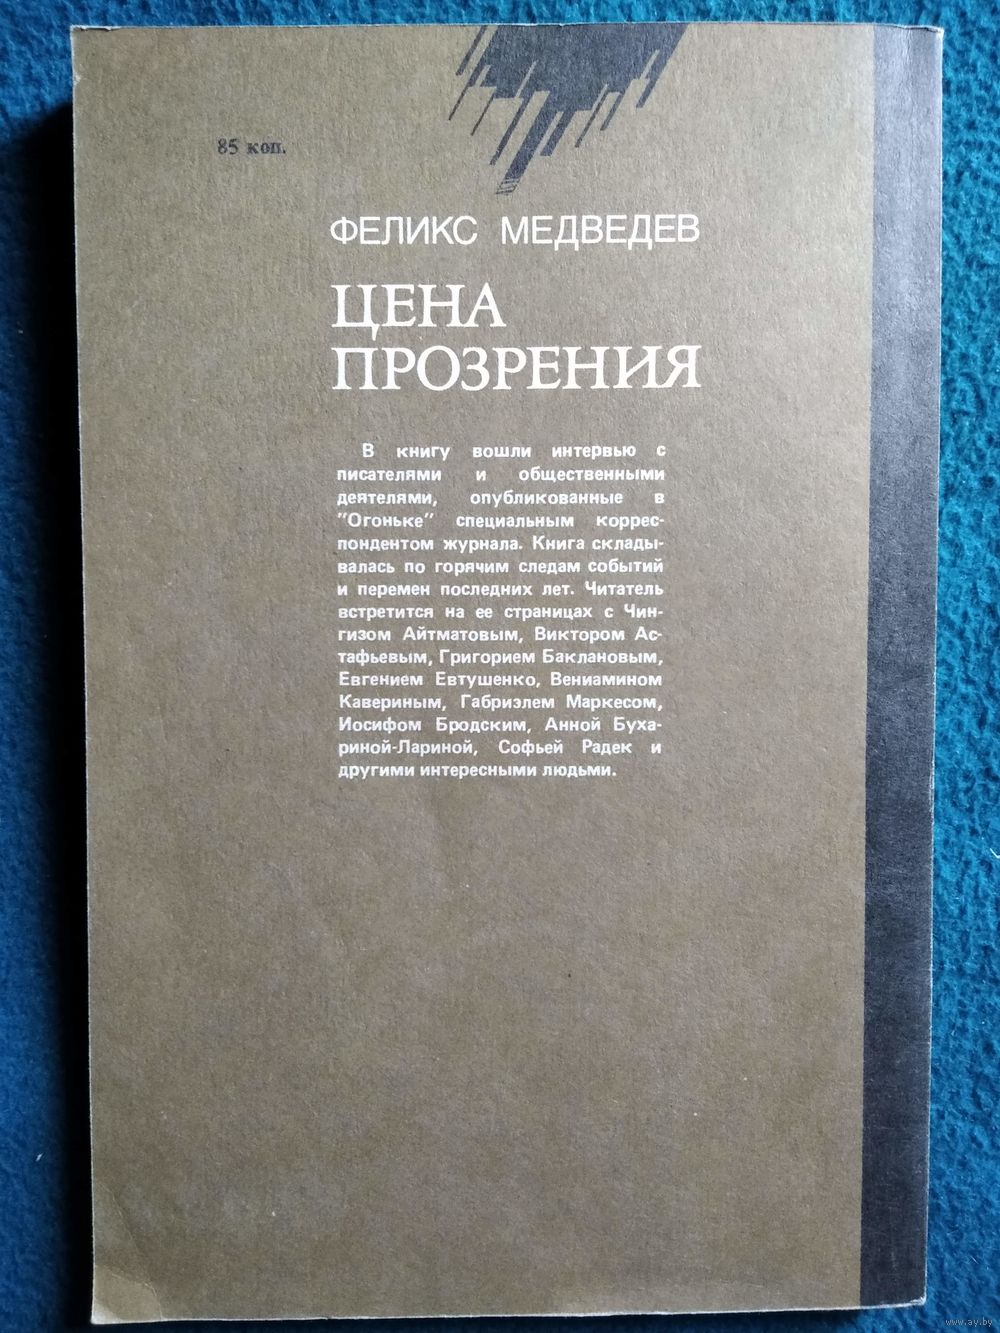 85 коп.
ФЕЛИКС МЕДВЕДЕВ
ЦЕНА
ПРОЗРЕНИЯ
В книгу вошли интервью с
писателями и общественными
деятелями, опубликованные в
"Огоньке" специальным коррес-
пондентом журнала. Книга склады-
валась по горячим следам событий
и перемен последних лет. Читатель
встретится на ее страницах с Чин-
гизом Айтматовым, Виктором Ас-
тафьевым, Григорием Баклановым,
Евгением Евтушенко, Вениамином
Кавериным, Габриэлем Маркесом,
Иосифом Бродским, Анной Буха-
риной-Лариной, Софьей Радек и
другими интересными людьми.
www.ay.by